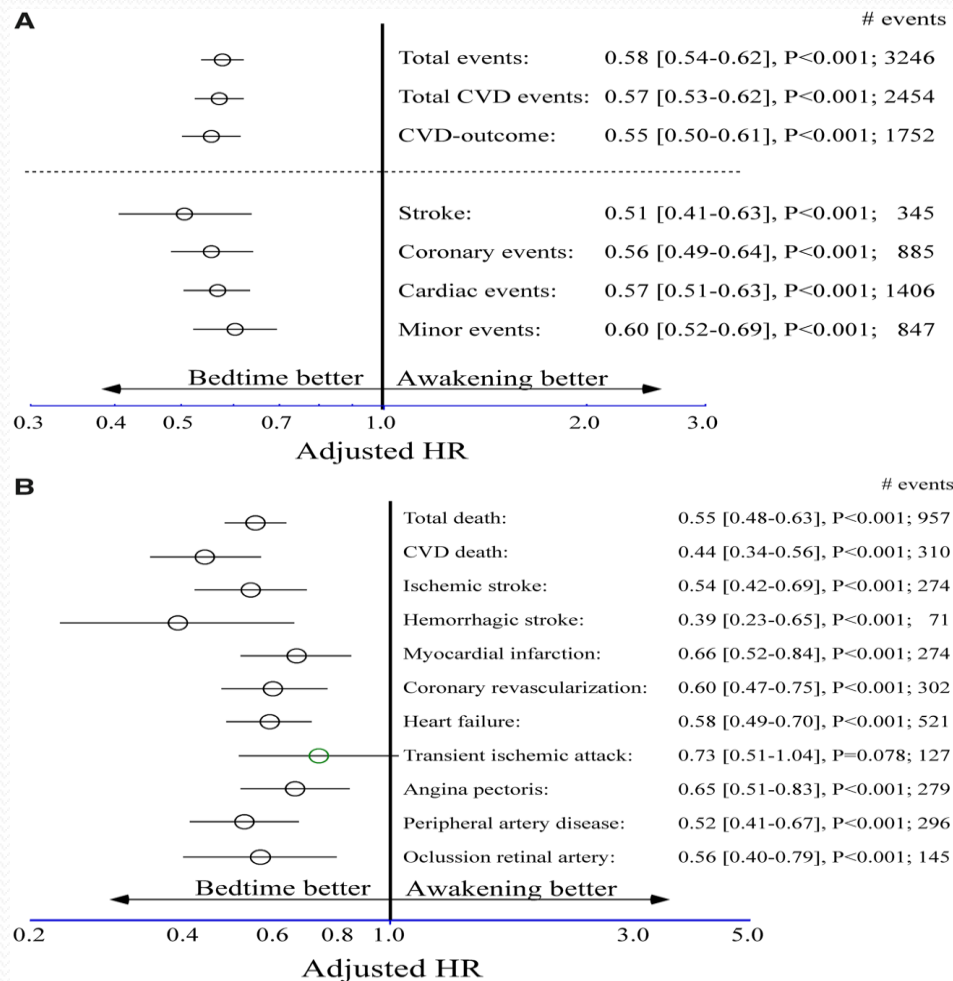 A
# events
Total events: 0.58 [0.54-0.62], P<0.001; 3246
Total CVD events: 0.57 [0.53-0.62], P<0.001; 2454
CVD-outcome: 0.55 [0.50-0.61], P<0.001; 1752
Stroke: 0.51 [0.41-0.63], P<0.001; 345
Coronary events: 0.56 [0.49-0.64], P<0.001; 885
Cardiac events: 0.57 [0.51-0.63], P<0.001; 1406
Minor events: 0.60 [0.52-0.69], P<0.001; 847
Bedtime better Awakening better
0.3 0.4 0.5 0.7 1.0 2.0 3.0
Adjusted HR
B
# events
Total death: 0.55 [0.48-0.63], P<0.001; 957
CVD death: 0.44 [0.34-0.56], P<0.001; 310
Ischemic stroke: 0.54 [0.42-0.69], P<0.001; 274
Hemorrhagic stroke: 0.39 [0.23-0.65], P<0.001; 71
Myocardial infarction: 0.66 [0.52-0.84], P<0.001; 274
Coronary revascularization: 0.60 [0.47-0.75], P<0.001; 302
Heart failure: 0.58 [0.49-0.70], P<0.001; 521
Transient ischemic attack: 0.73 [0.51-1.04], P=0.078; 127
Angina pectoris: 0.65 [0.51-0.83], P<0.001; 279
Peripheral artery disease: 0.52 [0.41-0.67], P<0.001; 296
Oclussion retinal artery: 0.56 [0.40-0.79], P<0.001; 145
Bedtime better Awakening better
0.2 0.4 0.6 0.8 1.0 3.0 5.0
Adjusted HR